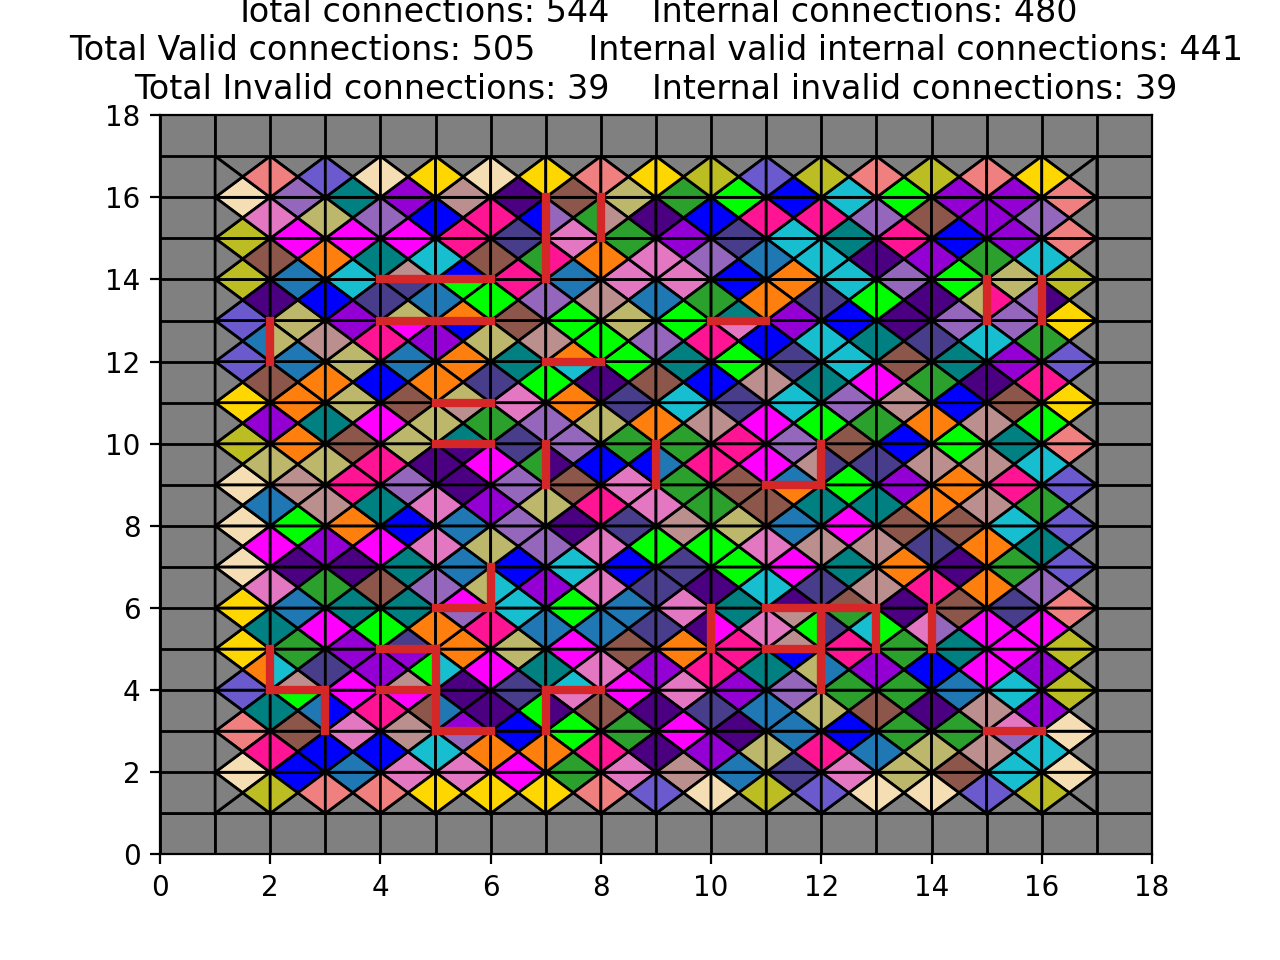 Total connections: 544 Internal connections: 480
Total Valid connections: 505 Internal valid internal connections: 441
Total Invalid connections: 39 Internal invalid connections: 39
18
16
14
12
10
8
6
4
2
0
0 2 4 6 8 10 12 14 16 18